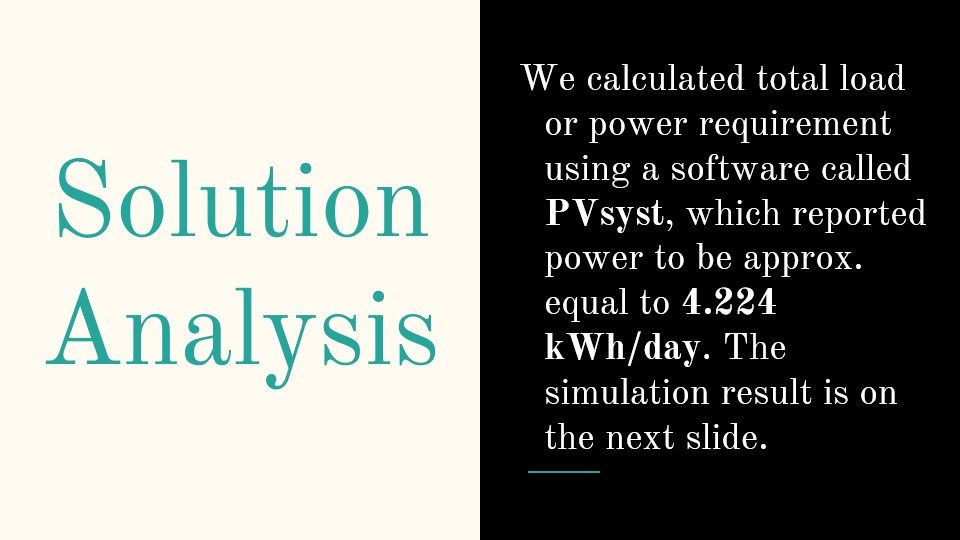 Solution
Analysis
We calculated total load
or power requirement
using a software called
PVsyst, which reported
power to be approx.
equal to 4.224
kWh/day. The
simulation result is on
the next slide.